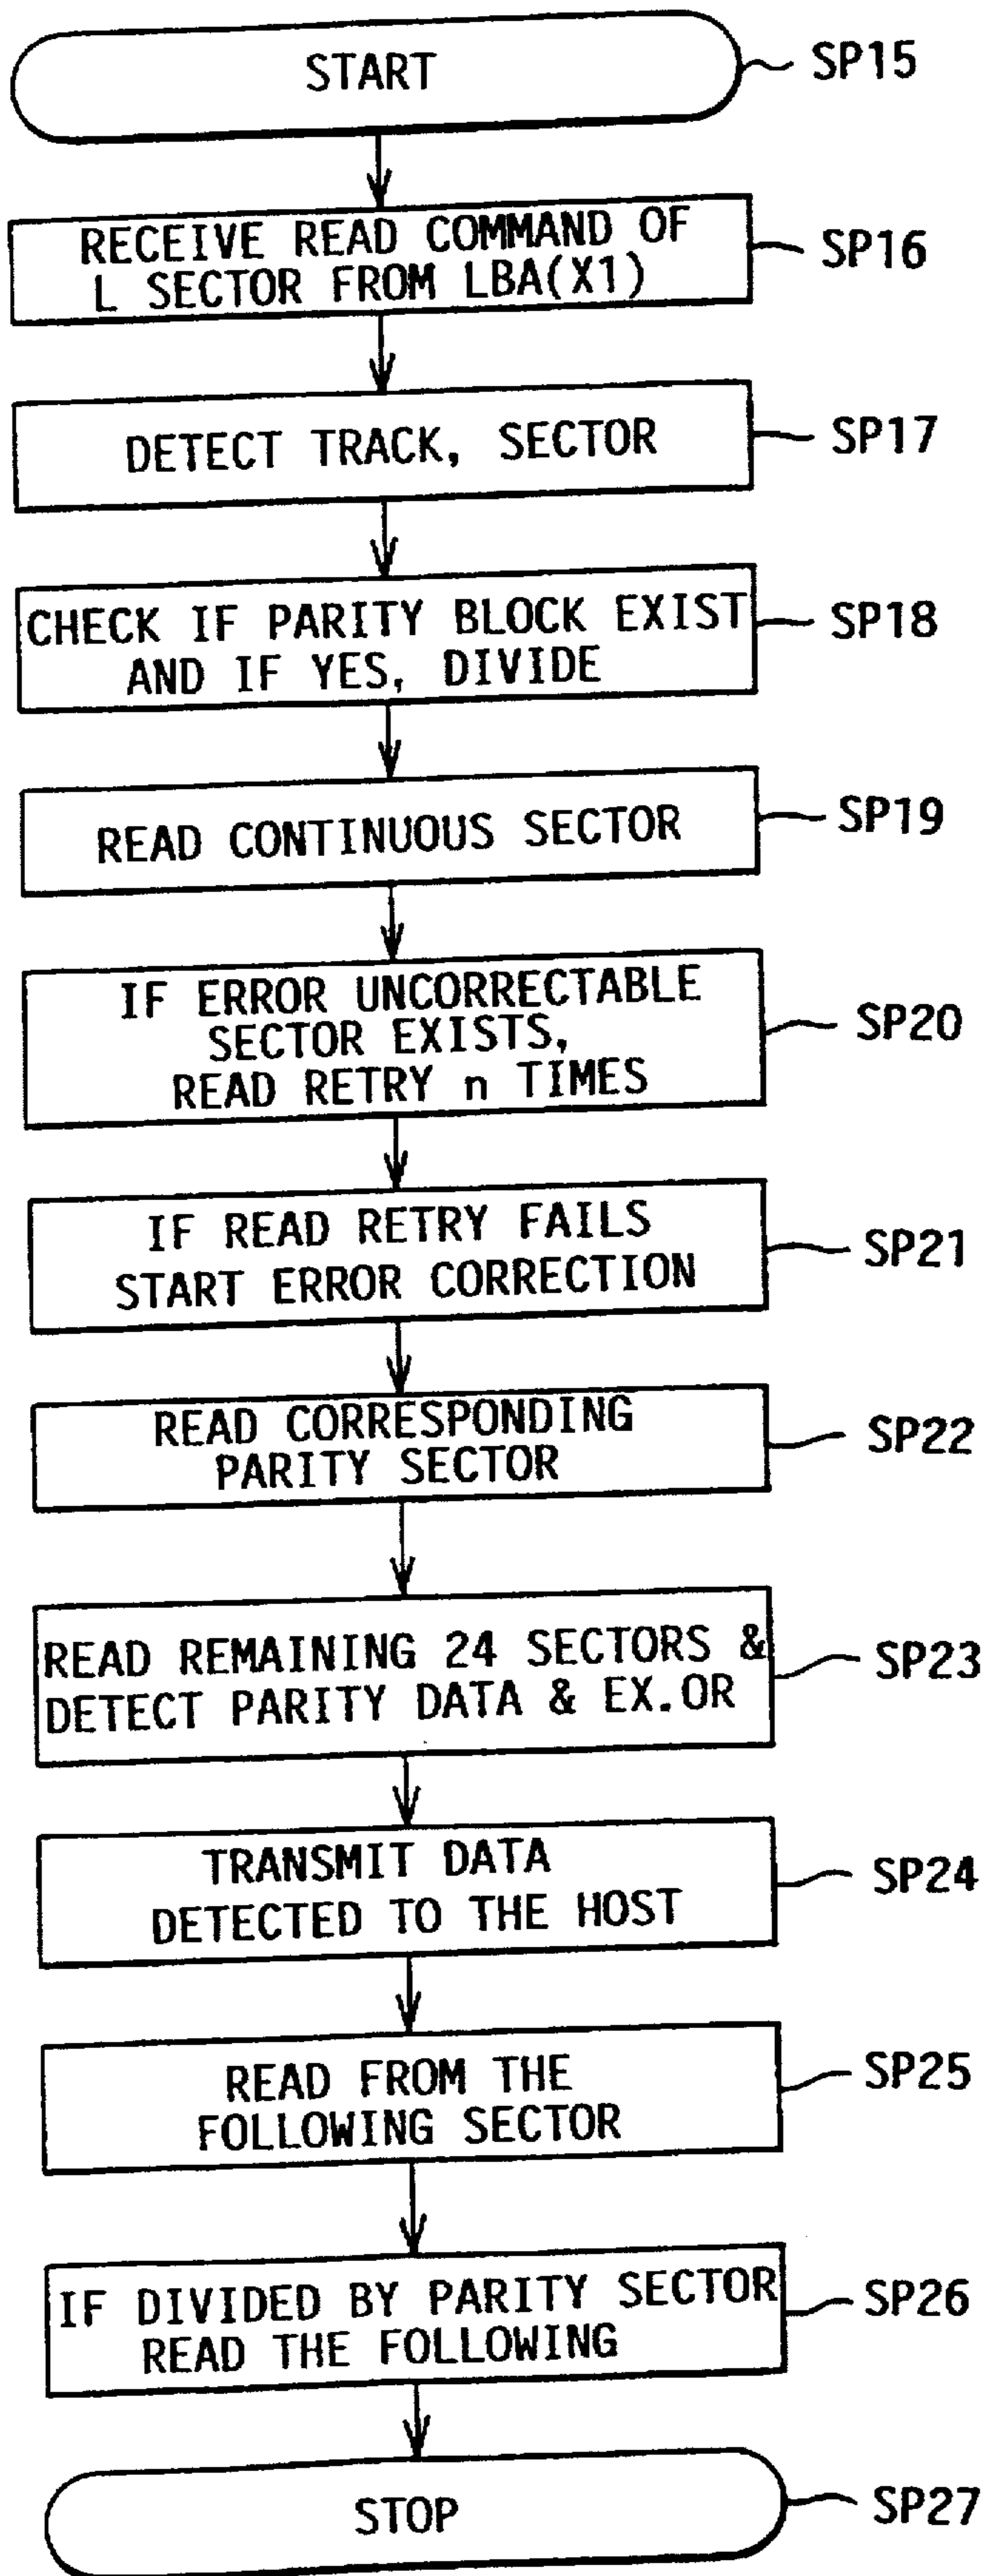 START
SP15
RECEIVE READ COMMAND OF
L SECTOR FROM LBA(X1)
SP16
DETECT TRACK, SECTOR
SP17
CHECK IF PARITY BLOCK EXIST
AND IF YES, DIVIDE
SP18
READ CONTINUOUS SECTOR
SP19
IF ERROR UNCORRECTABLE
SECTOR EXISTS,
READ RETRY n TIMES
SP20
IF READ RETRY FAILS
START ERROR CORRECTION
SP21
READ CORRESPONDING
PARITY SECTOR
SP22
READ REMAINING 24 SECTORS &
DETECT PARITY DATA & EX.OR
SP23
TRANSMIT DATA
DETECTED TO THE HOST
SP24
READ FROM THE
FOLLOWING SECTOR
SP25
IF DIVIDED BY PARITY SECTOR
READ THE FOLLOWING
SP26
STOP
SP27